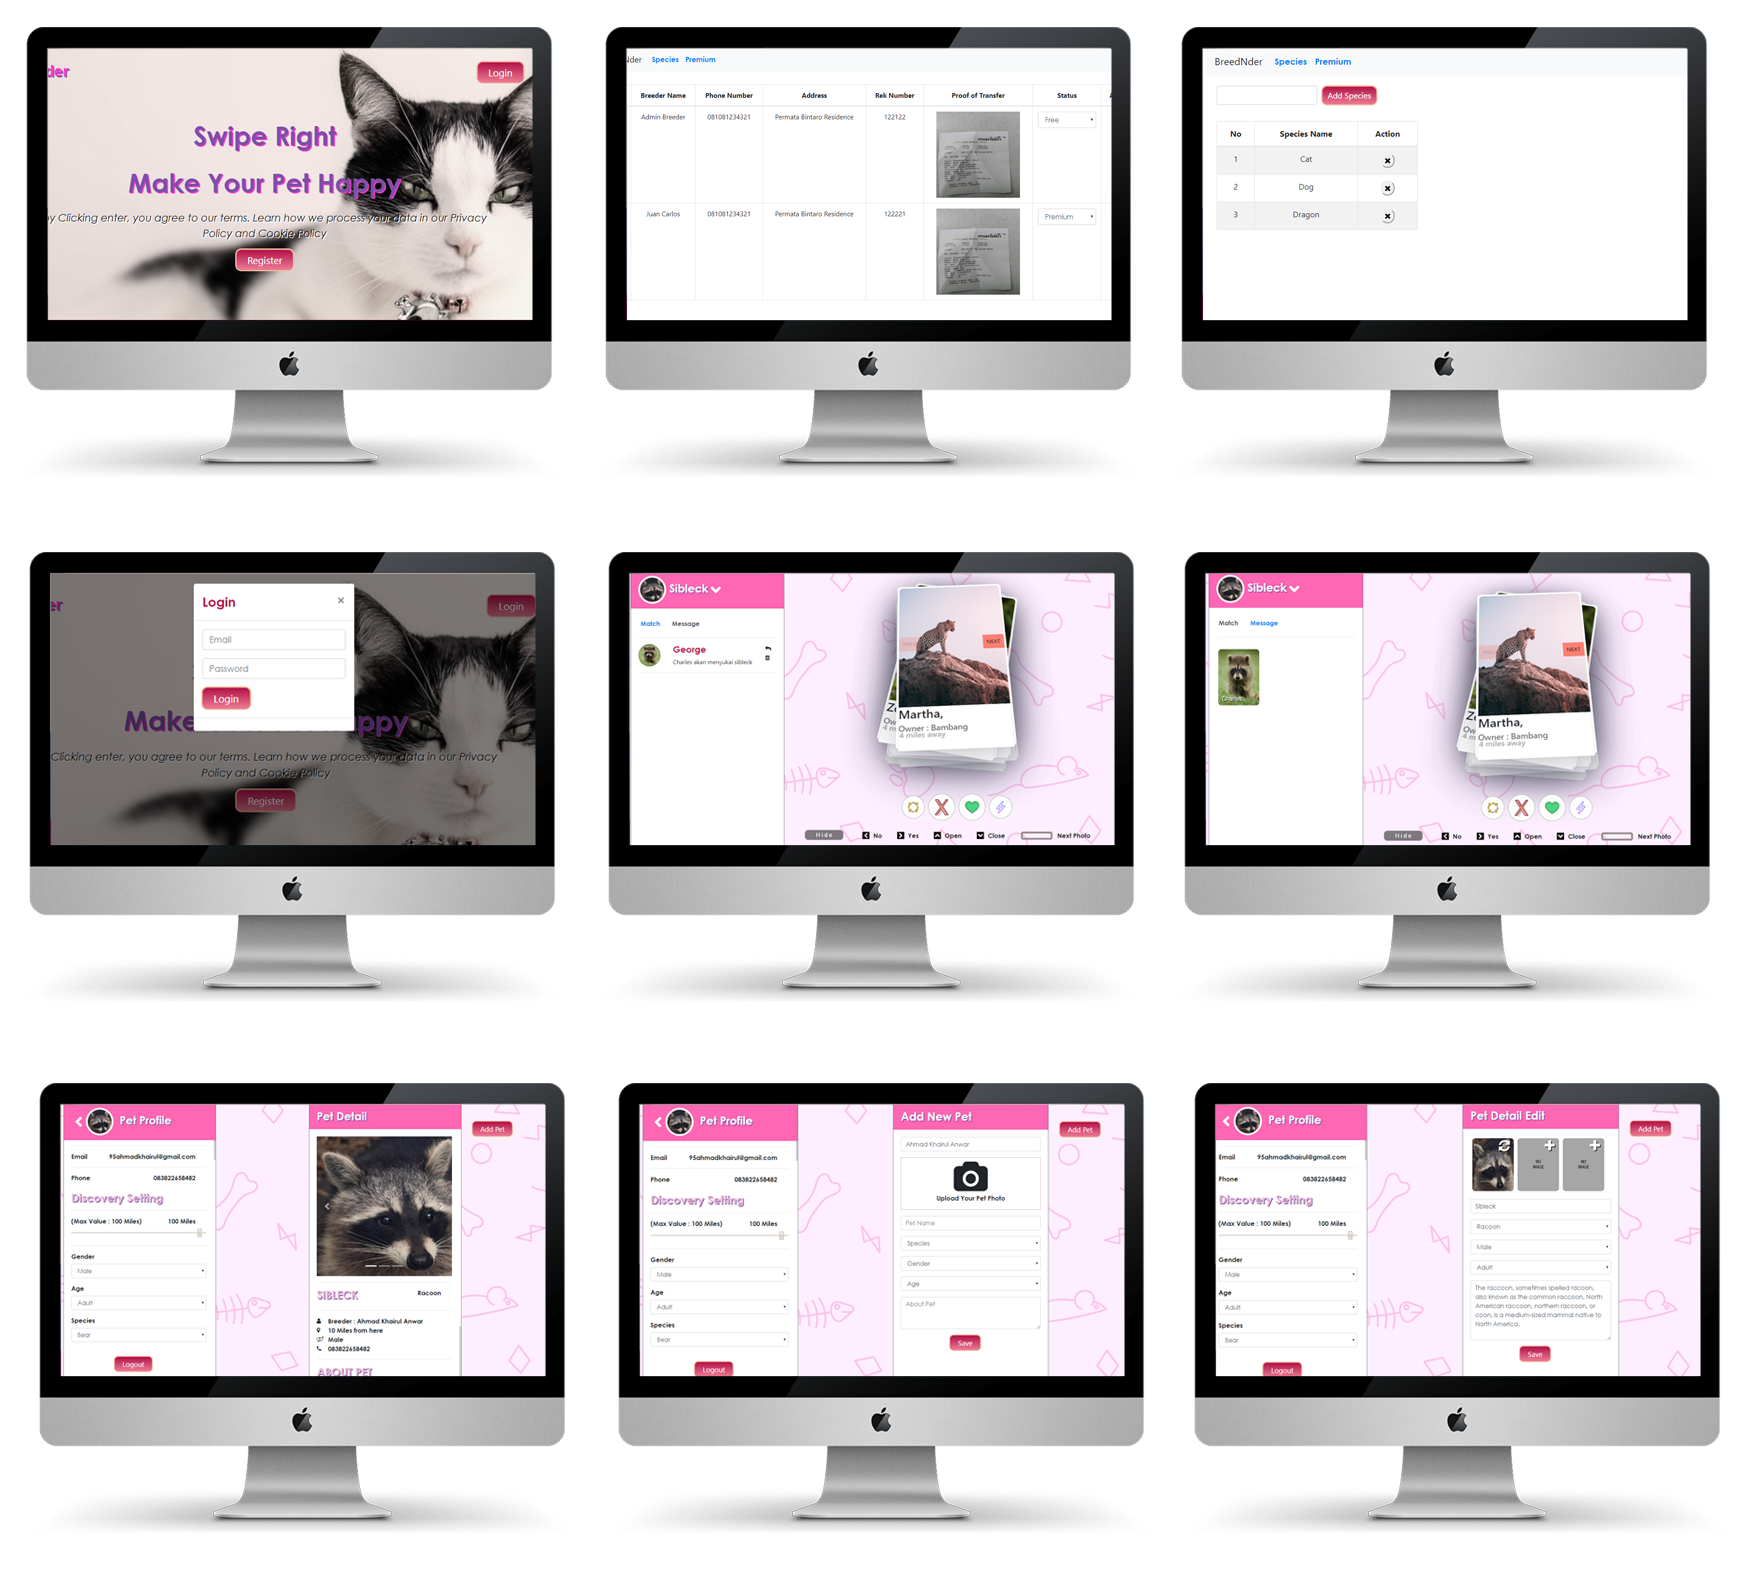 der
Login
Swipe Right
Make Your Pet Happy
y Clicking enter, you agree to our terms. Learn how we process your data in our Privacy
Policy and Cookie Policy
Register
Nder Species Premium
Breeder Name Phone Number Address Rek Number Proof of Transfer Status
Admin Breeder 081081234321 Permata Bintaro Residence 122122 Free
Juan Carlos 081081234321 Permata Bintaro Residence 122221 Premium
BreedNder Species Premium
Add Species
No Species Name Action
1 Cat
2 Dog
3 Dragon
er
Login
Login ×
Email
Password
Login
Make ppy
Clicking enter, you agree to our terms. Learn how we process your data in our Privacy
Policy and Cookie Policy
Register
Sibleck
Match Message
George
Charles akan menyukai sibleck
NEXT
Martha,
Owner : Bambang
4 miles away
Hide No Yes Open Close Next Photo
Sibleck
Match Message
Charles
NEXT
Martha,
Owner : Bambang
4 miles away
Hide No Yes Open Close Next Photo
Pet Profile
Email 95ahmadkhairul@gmail.com
Phone 083822658482
Discovery Setting
(Max Value : 100 Miles) 100 Miles
Gender
Male
Age
Adult
Species
Bear
Logout
Pet Detail
Add Pet
SIBLECK Racoon
Breeder : Ahmad Khairul Anwar
10 Miles from here
Male
083822658482
ABOUT PET
Pet Profile
Email 95ahmadkhairul@gmail.com
Phone 083822658482
Discovery Setting
(Max Value : 100 Miles) 100 Miles
Gender
Male
Age
Adult
Species
Bear
Logout
Add New Pet
Add Pet
Ahmad Khairul Anwar
Upload Your Pet Photo
Pet Name
Species
Gender
Age
About Pet
Save
Pet Profile
Email 95ahmadkhairul@gmail.com
Phone 083822658482
Discovery Setting
(Max Value : 100 Miles) 100 Miles
Gender
Male
Age
Adult
Species
Bear
Logout
Pet Detail Edit
Add Pet
NO
IMAGE
NO
IMAGE
Sibleck
Racoon
Male
Adult
The raccoon, sometimes spelled racoon,
also known as the common raccoon, North
American raccoon, northern raccoon, or
coon, is a medium-sized mammal native to
North America.
Save